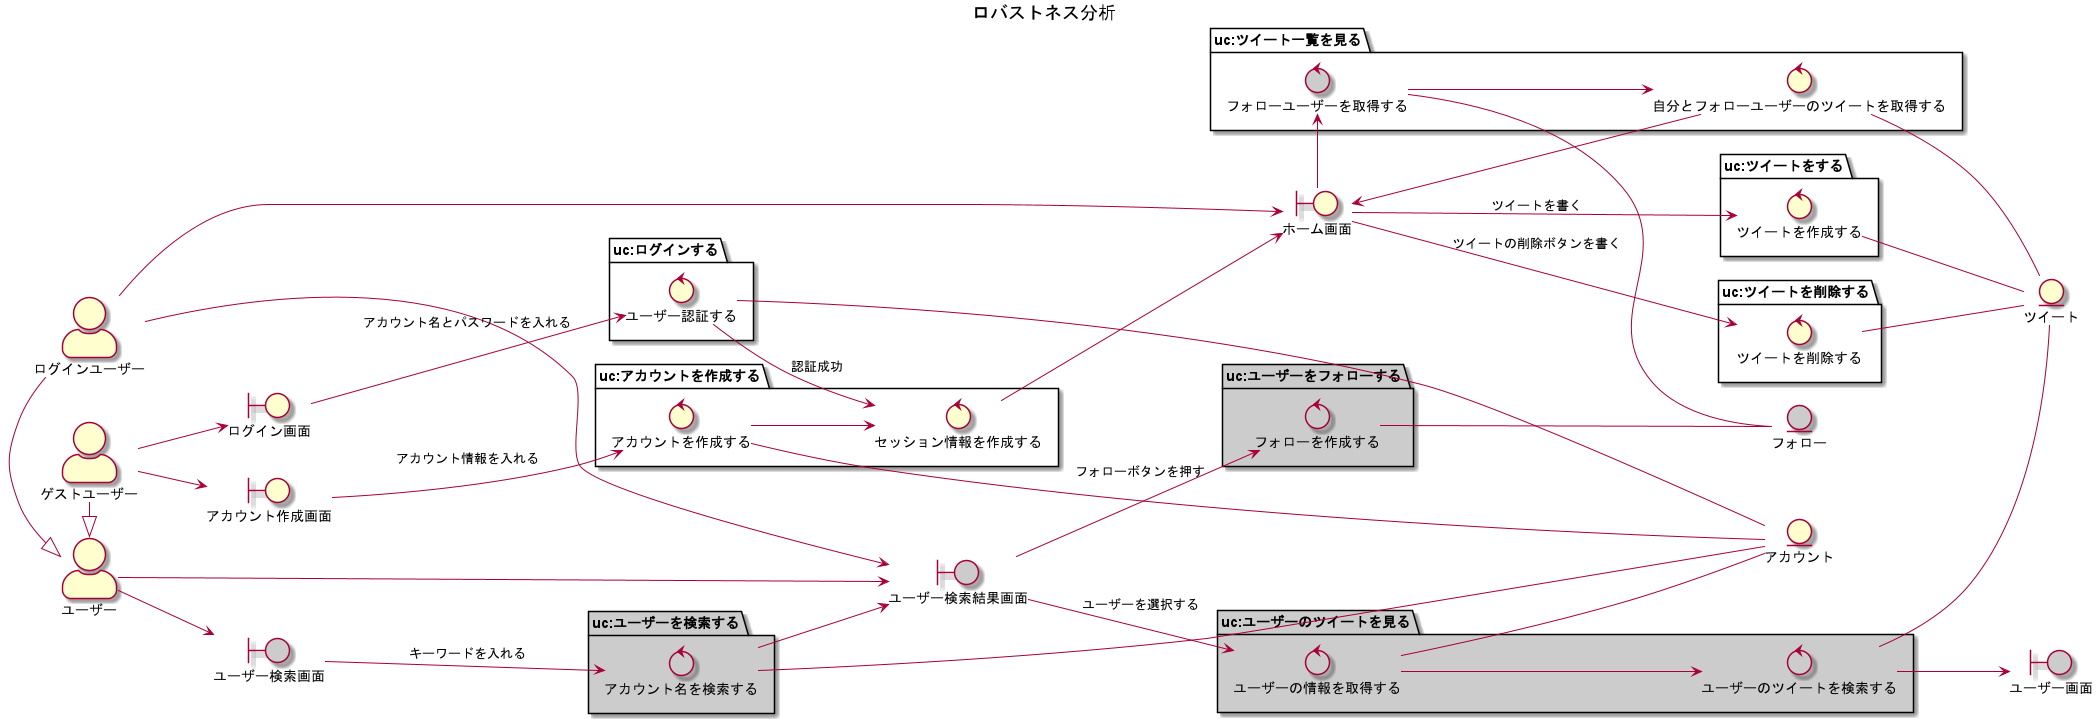 ロバストネス分析
uc:ツイート一覧を見る
フォローユーザーを取得する
自分とフォローユーザーのツイートを取得する
uc:ツイートをする
ツイートを書く
ツイートを作成する
ホーム画面
uc:ログインする
ツイートの削除ボタンを書く
uc:ツイートを削除する
ユーザー認証する
アカウント名とパスワードを入れる
ツイート
ツイートを削除する
ログインユーザー
認証成功
uc:アカウントを作成する
uc:ユーザーをフォローする
ログイン画面
アカウントを作成する
セッション情報を作成する
フォローを作成する
フォロー
アカウント情報を入れる
フォローボタンを押す
ゲストユーザー
アカウント作成画面
アカウント
ユーザー検索結果画面
ユーザーを選択する
ユーザー
uc:ユーザーを検索する
uc:ユーザーのツイートを見る
キーワードを入れる
ユーザー検索画面
アカウント名を検索する
ユーザーの情報を取得する
ユーザーのツイートを検索する
ユーザー画面